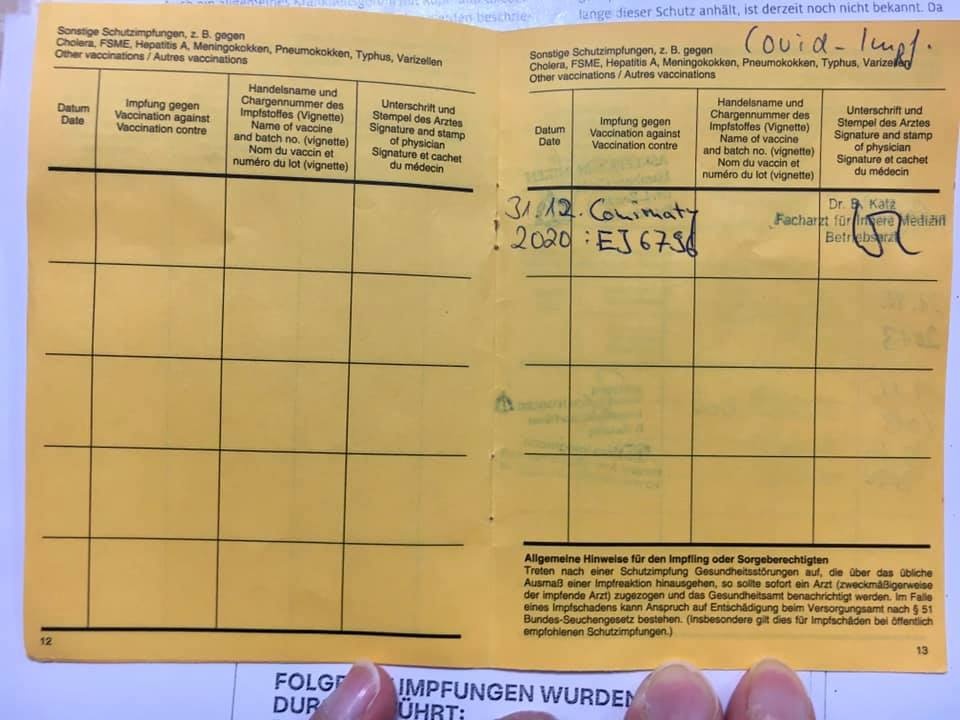 lange dieser Schutz anhält, ist derzeit noch nicht bekannt. Da
Sonstige Schutzimpfungen, z. B. gegen
Cholera, FSME, Hepatitis A, Meningokokken, Pneumokokken, Typhus, Varizellen
Other vaccinations / Autres vaccinations
Datum
Date
Impfung gegen
Vaccination against
Vaccination contre
Handelsname und
Chargennummer des
Impfstoffes (Vignette)
Name of vaccine
and batch no. (vignette)
Nom du vaccin et
numéro du lot (vignette)
Unterschrift und
Stempel des Arztes
Signature and stamp
of physician
Signature et cachet
du médecin
12
Covid-Impf.
Sonstige Schutzimpfungen, z. B. gegen
Cholera, FSME, Hepatitis A, Meningokokken, Pneumokokken, Typhus, Varizellen
Other vaccinations / Autres vaccinations
Datum
Date
Impfung gegen
Vaccination against
Vaccination contre
Handelsname und
Chargennummer des
Impfstoffes (Vignette)
Name of vaccine
and batch no. (vignette)
Nom du vaccin et
numéro du lot (vignette)
Unterschrift und
Stempel des Arztes
Signature and stamp
of physician
Signature et cachet
du médecin
31.12. Comirnaty
2020 : EJ6796
Dr. B. Katz
Facharzt für Innere Medizin
Betriebsarzt
Allgemeine Hinweise für den Impfling oder Sorgeberechtigten
Treten nach einer Schutzimpfung Gesundheitsstörungen auf, die über das übliche
Ausmaß einer Impfreaktion hinausgehen, so sollte sofort ein Arzt (zweckmäßigerweise
der impfende Arzt) zugezogen und das Gesundheitsamt benachrichtigt werden. Im Falle
eines Impfschadens kann Anspruch auf Entschädigung beim Versorgungsamt nach § 51
Bundes-Seuchengesetz bestehen. (Insbesondere gilt dies für Impfschäden bei öffentlich
empfohlenen Schutzimpfungen.)
13
IMPFUNGEN WURDEN